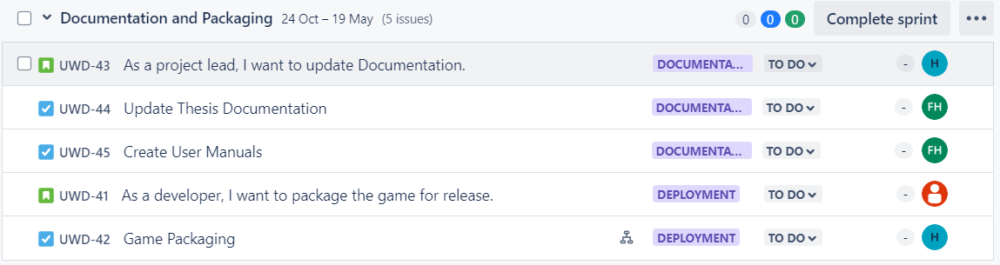 Documentation and Packaging 24 Oct – 19 May (5 issues) 0 0 0 Complete sprint
UWD-43 As a project lead, I want to update Documentation. DOCUMENTA... TO DO - H
UWD-44 Update Thesis Documentation DOCUMENTA... TO DO - FH
UWD-45 Create User Manuals DOCUMENTA... TO DO - FH
UWD-41 As a developer, I want to package the game for release. DEPLOYMENT TO DO -
UWD-42 Game Packaging DEPLOYMENT TO DO - H